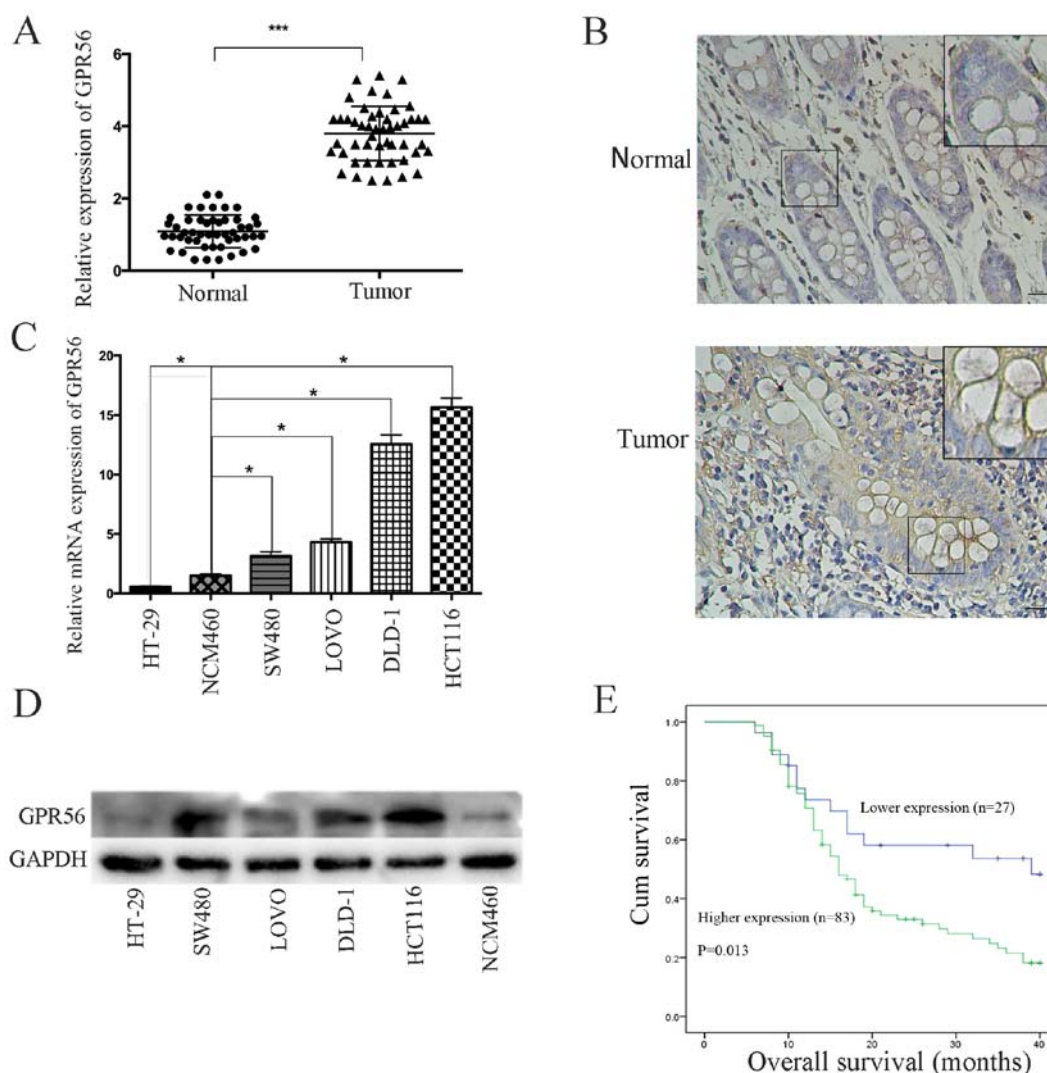 A
Relative expression of GPR56
6
4
2
0
***
Normal
Tumor
B
Normal
Tumor
C
Relative mRNA expression of GPR56
20
15
10
5
0
*
*
*
*
*
HT-29
NCM460
SW480
LOVO
DLD-1
HCT116
D
GPR56
GAPDH
HT-29
SW480
LOVO
DLD-1
HCT116
NCM460
E
Cum survival
1.0
0.8
0.6
0.4
0.2
0.0
Lower expression (n=27)
Higher expression (n=83)
P=0.013
0
10
20
30
40
Overall survival (months)